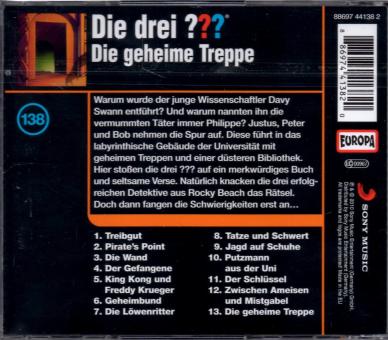 Die drei ???
Die geheime Treppe
88697 44138 2
8 86974 41382 0
138
Warum wurde der junge Wissenschaftler Davy
Swann entführt? Und warum nannten ihn die
vermummten Täter immer Philippe? Justus, Peter
und Bob nehmen die Spur auf. Diese führt in das
labyrinthische Gebäude der Universität mit
geheimen Treppen und einer düsteren Bibliothek.
Hier stoßen die drei ??? auf ein merkwürdiges Buch
und seltsame Verse. Natürlich knacken die drei erfolg-
reichen Detektive aus Rocky Beach das Rätsel.
Doch dann fangen die Schwierigkeiten erst an...
1. Treibgut
2. Pirate's Point
3. Die Wand
4. Der Gefangene
5. King Kong und
Freddy Krueger
6. Geheimbund
7. Die Löwenritter
8. Tatze und Schwert
9. Jagd auf Schuhe
10. Putzmann
aus der Uni
11. Der Schlüssel
12. Zwischen Ameisen
und Mistgabel
13. Die geheime Treppe
EUROPA
SONY MUSIC